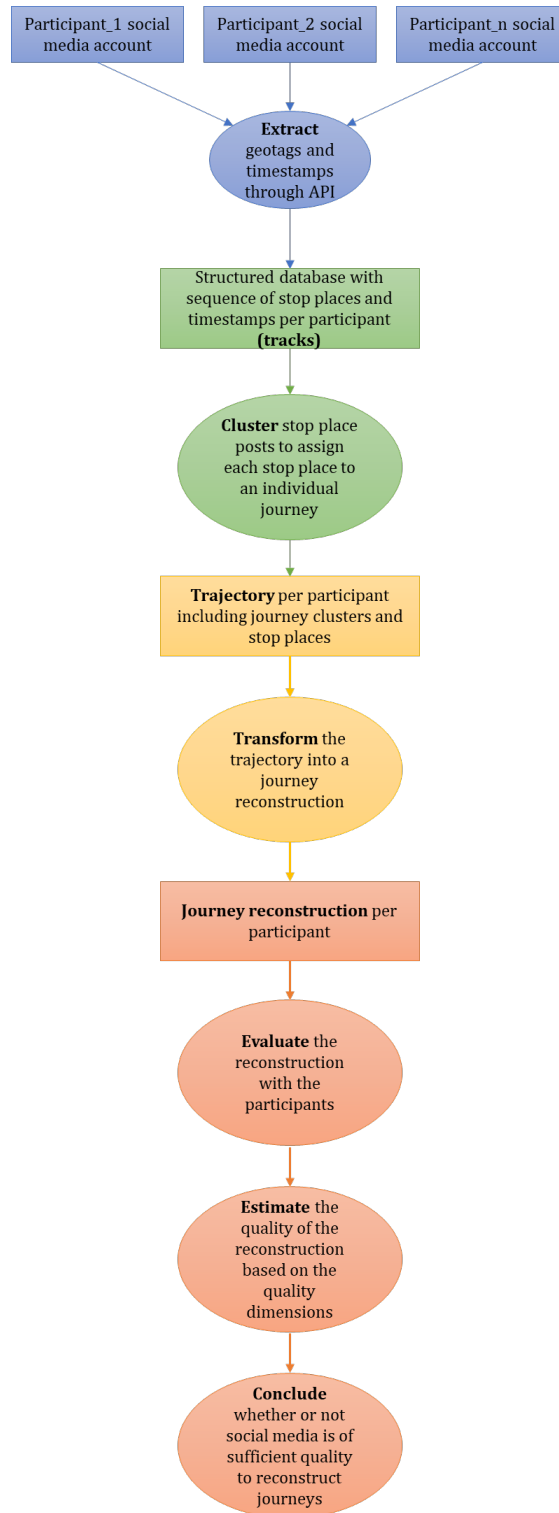 Participant_1 social
media account
Participant_2 social
media account
Participant_n social
media account
Extract
geotags and
timestamps
through API
Structured database with
sequence of stop places and
timestamps per participant
(tracks)
Cluster stop place
posts to assign
each stop place to
an individual
journey
Trajectory per participant
including journey clusters and
stop places
Transform the
trajectory into a
journey
reconstruction
Journey reconstruction per
participant
Evaluate the
reconstruction
with the
participants
Estimate the
quality of the
reconstruction
based on the
quality
dimensions
Conclude
whether or not
social media is of
sufficient quality
to reconstruct
journeys